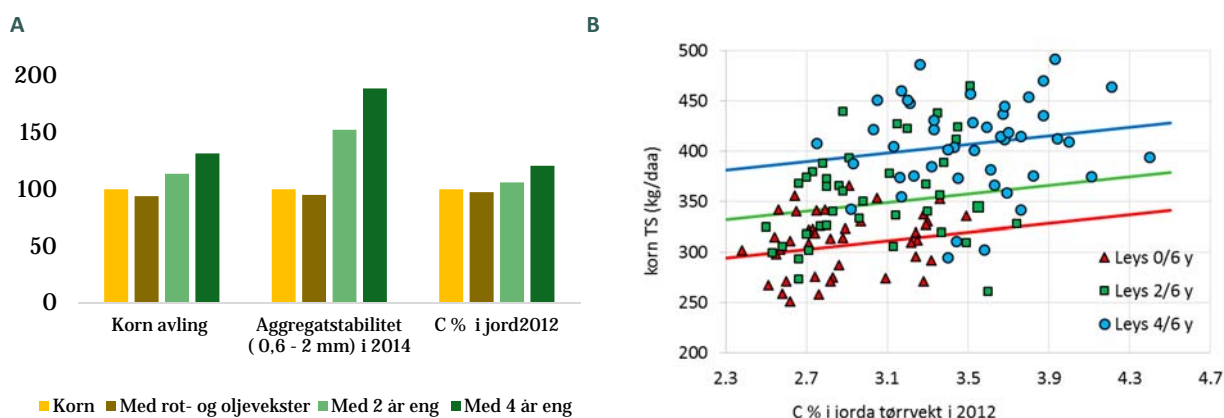 A
200
150
100
50
0
Korn avling
Aggregatstabilitet
( 0,6 - 2 mm) i 2014
C % i jord2012
Korn
Med rot- og oljevekster
Med 2 år eng
Med 4 år eng
B
korn TS (kg/daa)
500
450
400
350
300
250
200
Leys 0/6 y
Leys 2/6 y
Leys 4/6 y
2.3 2.7 3.1 3.5 3.9 4.3 4.7
C % i jorda tørrvekt i 2012